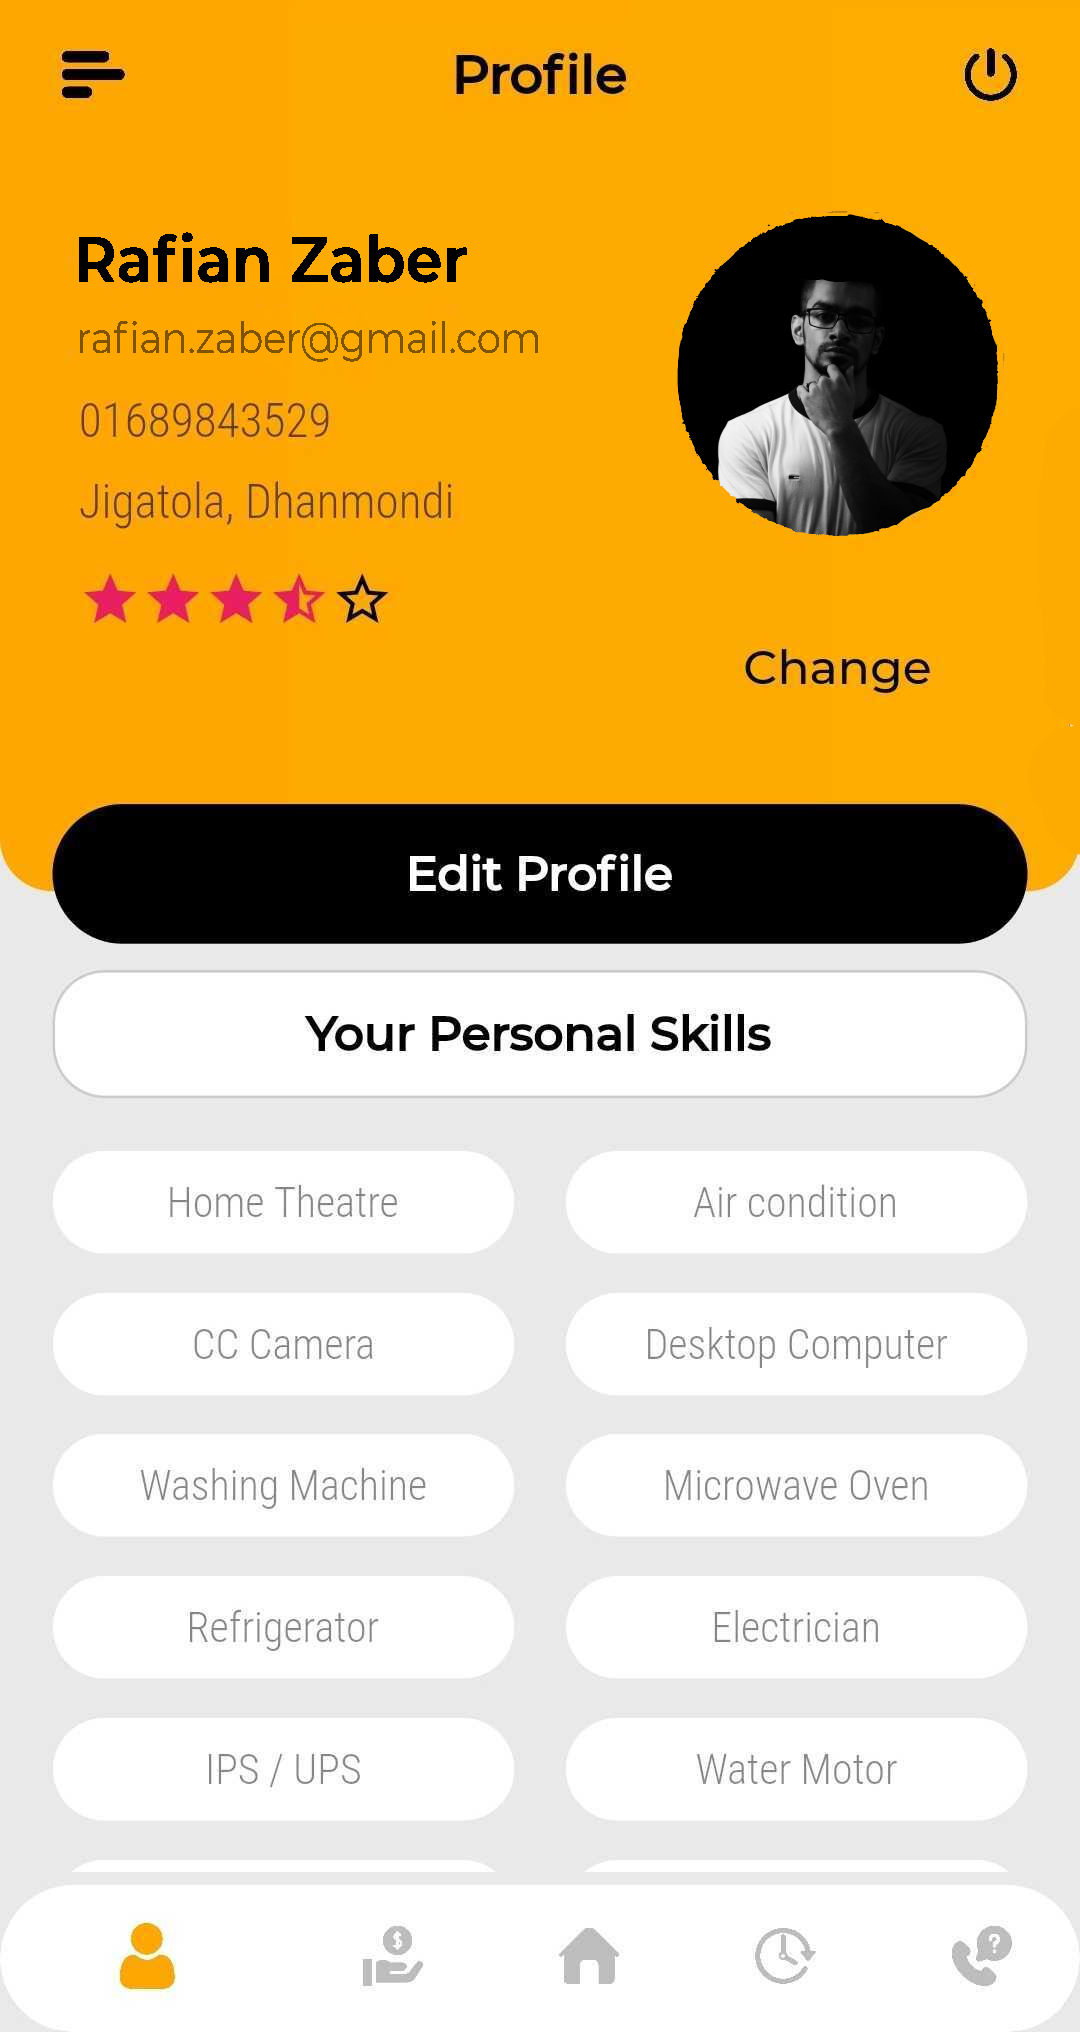 Profile
Rafian Zaber
rafian.zaber@gmail.com
01689843529
Jigatola, Dhanmondi
Change
Edit Profile
Your Personal Skills
Home Theatre
Air condition
CC Camera
Desktop Computer
Washing Machine
Microwave Oven
Refrigerator
Electrician
IPS / UPS
Water Motor